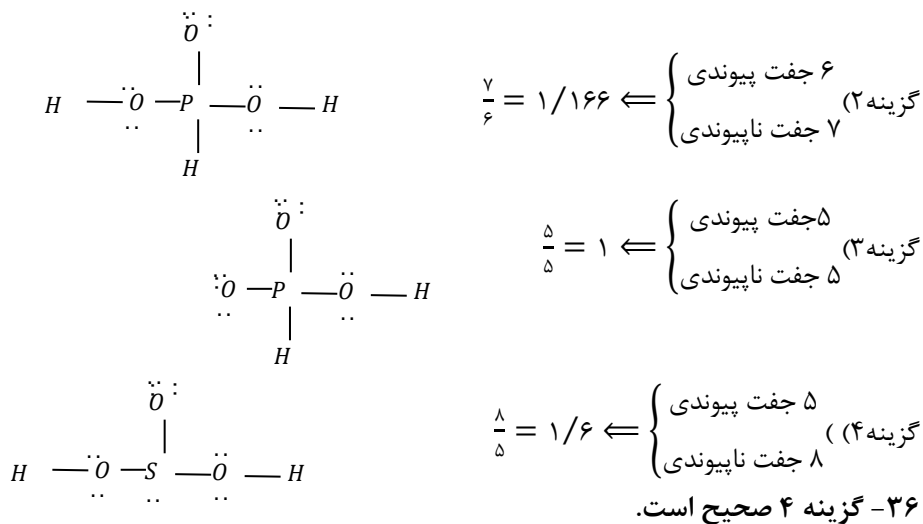 گزینه۲) ۶ جفت پیوندی
۷ جفت ناپیوندی ⟸ ۷/۶ = ۱/۱۶۶
:Ö:
H — Ö — P — Ö — H
H
گزینه۳) ۵جفت پیوندی
۵ جفت ناپیوندی ⟸ ۵/۵ = ۱
:Ö:
:Ö — P — Ö — H
H
گزینه۴) ( ۵ جفت پیوندی
۸ جفت ناپیوندی ⟸ ۸/۵ = ۱/۶
:Ö:
H — Ö — S — Ö — H
۳۶- گزینه ۴ صحیح است.